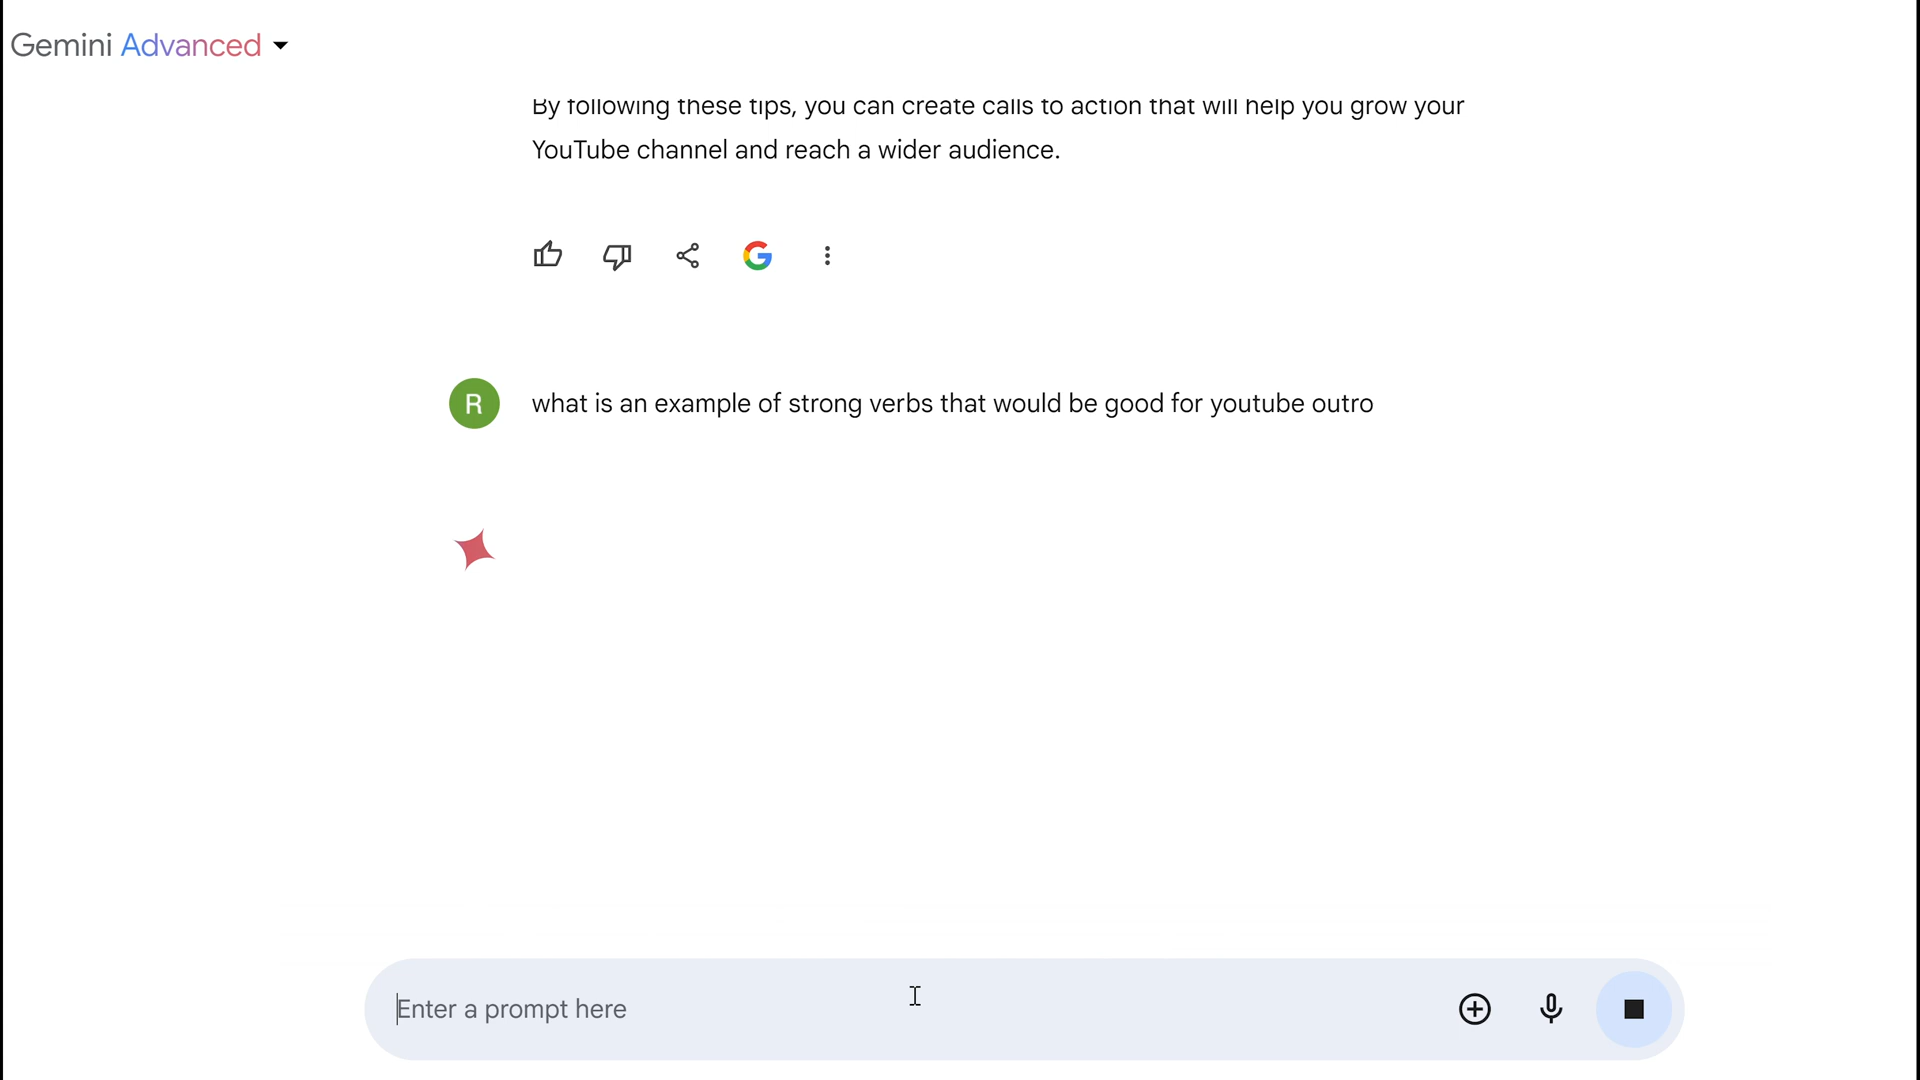 Gemini Advanced
By following these tips, you can create calls to action that will help you grow your
YouTube channel and reach a wider audience.
R
what is an example of strong verbs that would be good for youtube outro
Enter a prompt here